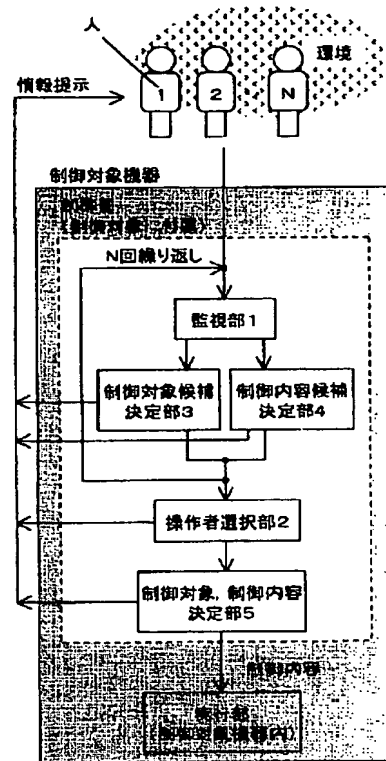 人
環境
情報提示
1
2
N
制御対象機器
N回繰り返し
監視部1
制御対象候補
決定部3
制御内容候補
決定部4
操作者選択部2
制御対象,制御内容
決定部5
制御内容
(制御対象機器内)